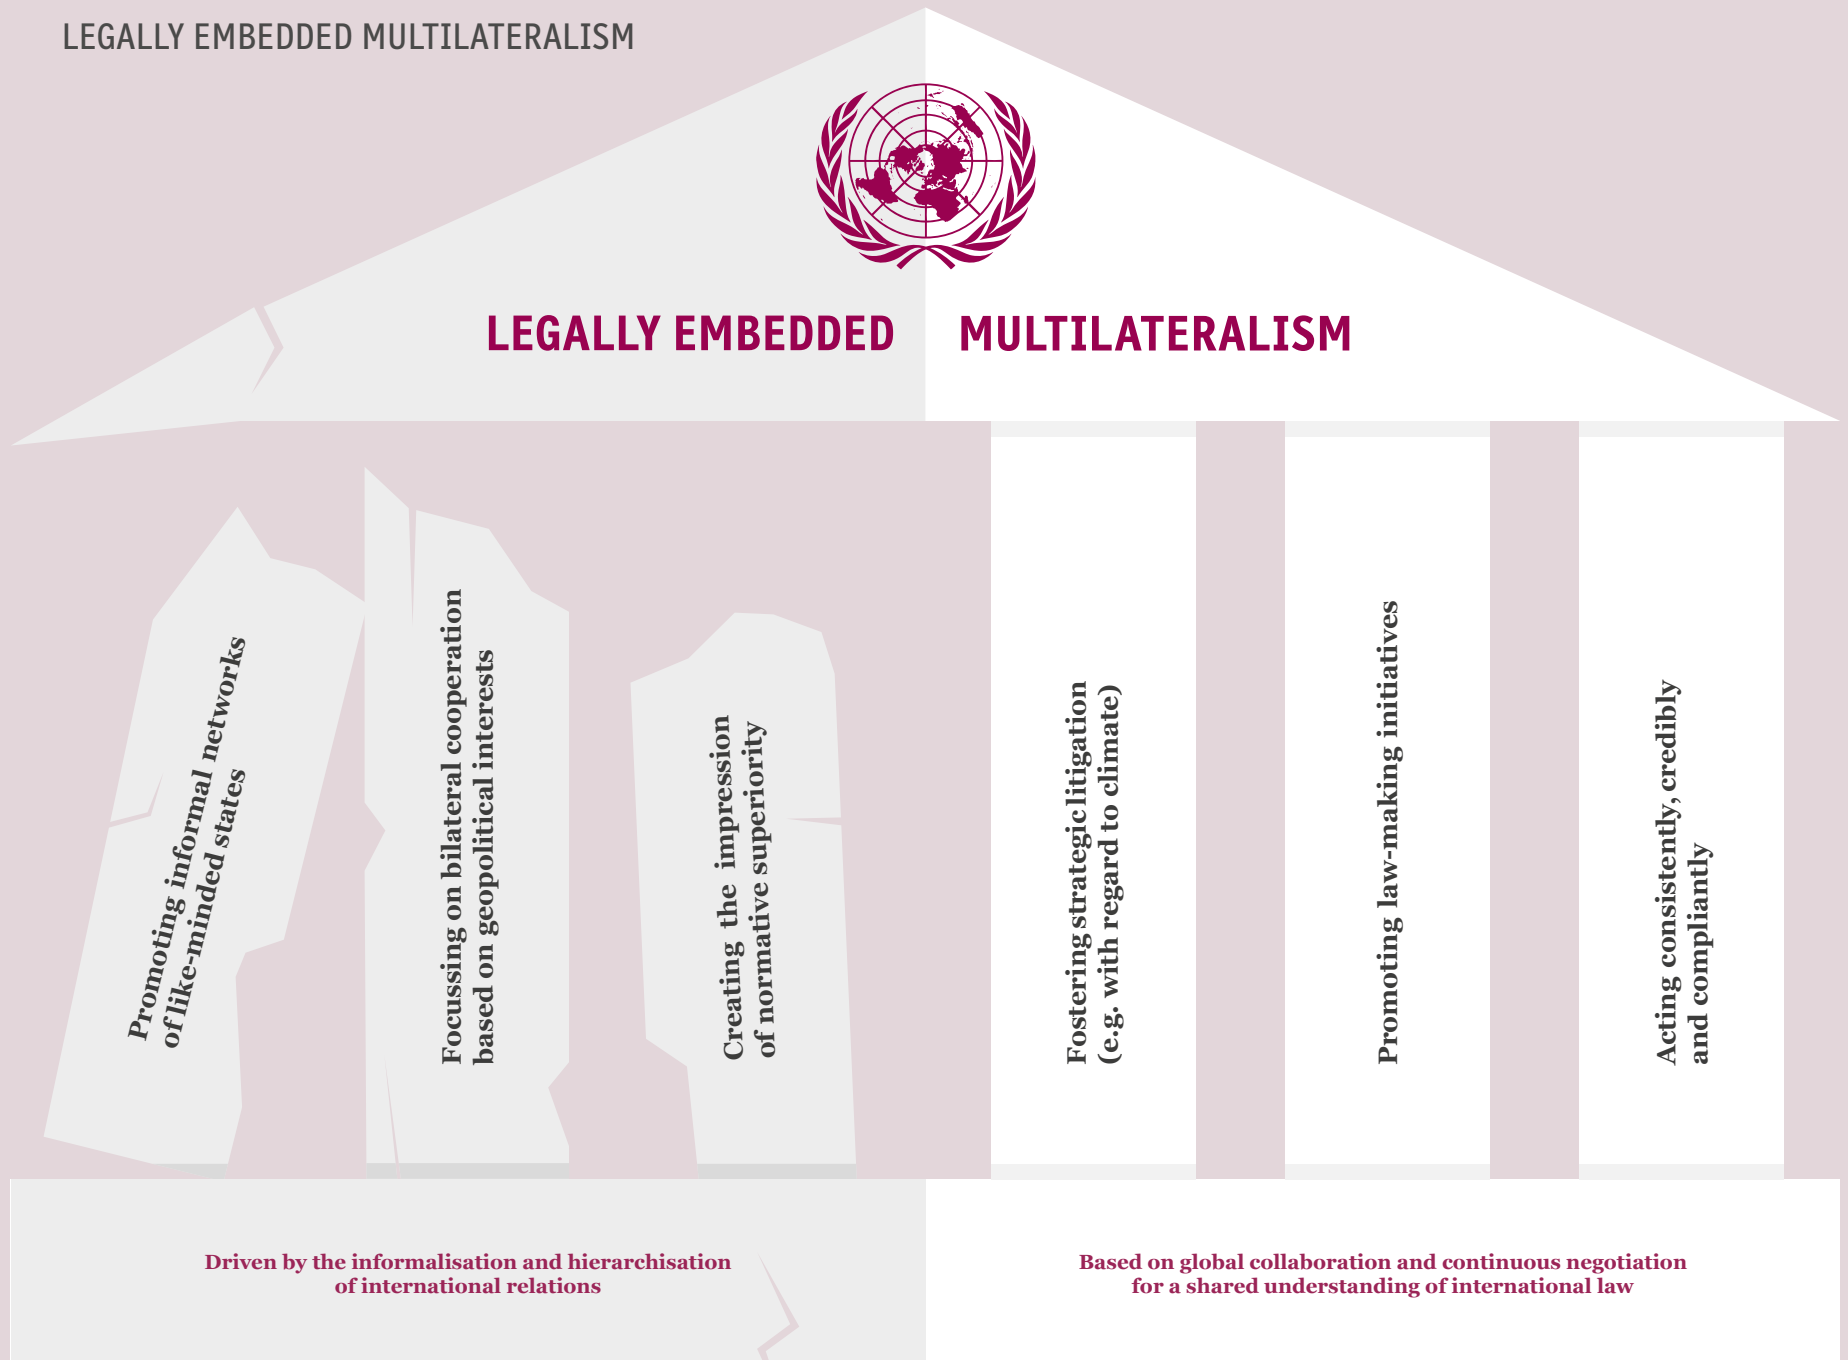 LEGALLY EMBEDDED MULTILATERALISM
LEGALLY EMBEDDED MULTILATERALISM
Promoting informal networks
of like-minded states
Focussing on bilateral cooperation
based on geopolitical interests
Creating the impression
of normative superiority
Fostering strategic litigation
(e.g. with regard to climate)
Promoting law-making initiatives
Acting consistently, credibly
and compliantly
Driven by the informalisation and hierarchisation
of international relations
Based on global collaboration and continuous negotiation
for a shared understanding of international law